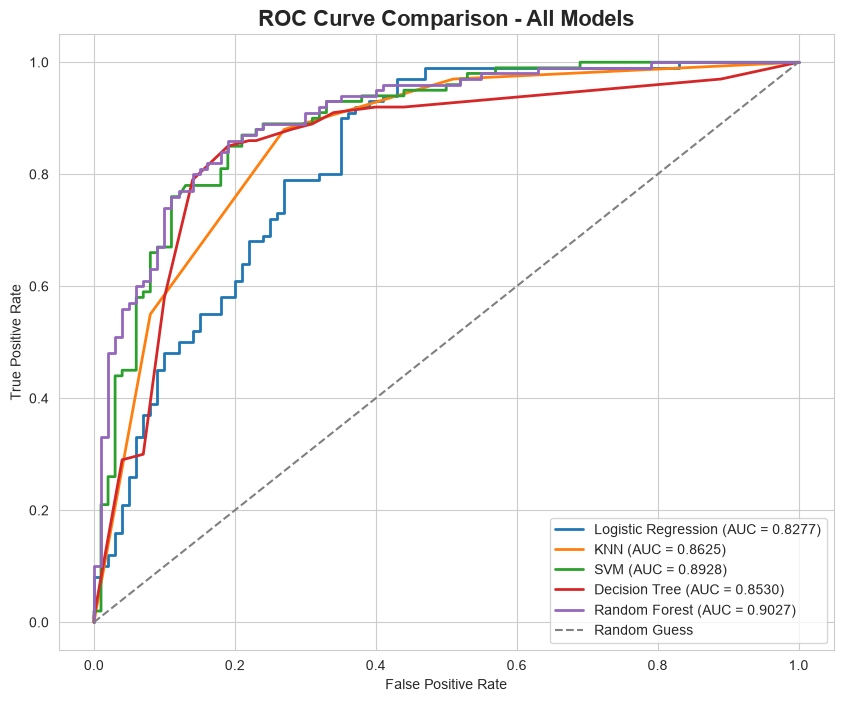 ROC Curve Comparison - All Models
True Positive Rate
1.0
0.8
0.6
0.4
0.2
0.0
0.0 0.2 0.4 0.6 0.8 1.0
False Positive Rate
Logistic Regression (AUC = 0.8277)
KNN (AUC = 0.8625)
SVM (AUC = 0.8928)
Decision Tree (AUC = 0.8530)
Random Forest (AUC = 0.9027)
Random Guess